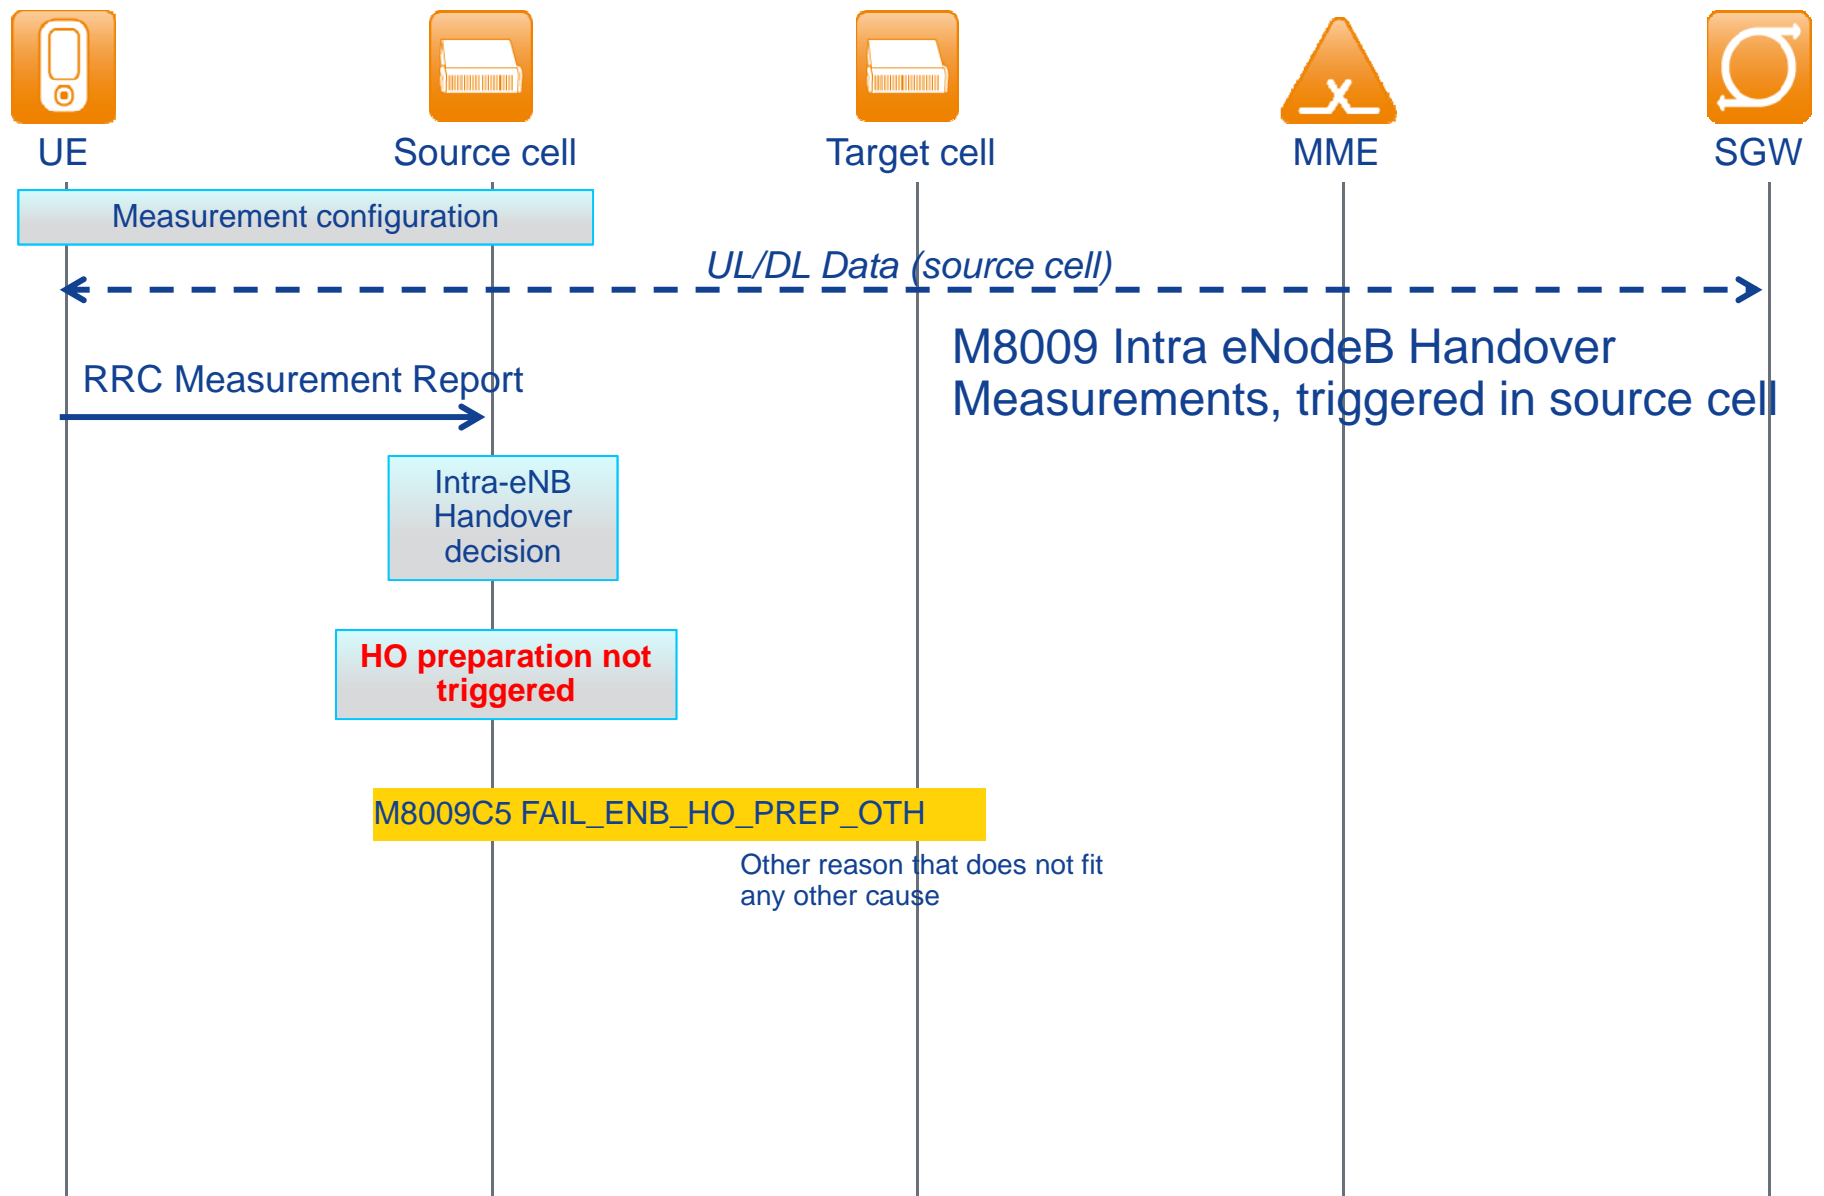 UE
Source cell
Target cell
MME
SGW
Measurement configuration
UL/DL Data (source cell)
M8009 Intra eNodeB Handover
Measurements, triggered in source cell
RRC Measurement Report
Intra-eNB
Handover
decision
HO preparation not
triggered
M8009C5 FAIL_ENB_HO_PREP_OTH
Other reason that does not fit
any other cause